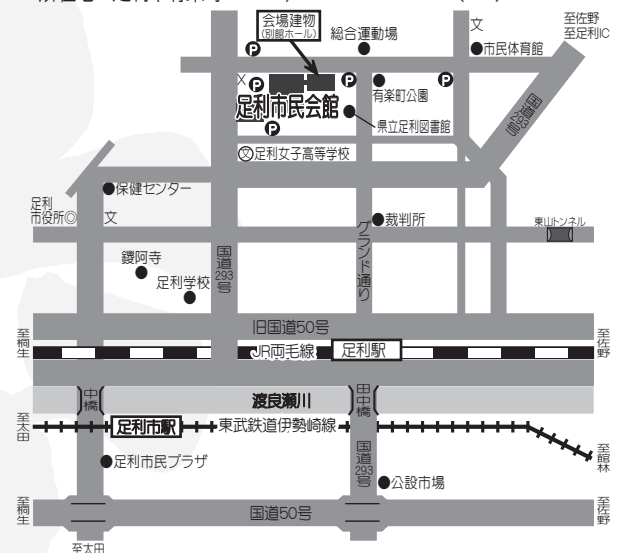 会場建物
(別館ホール)
総合運動場
文
至佐野
至足利IC
市民体育館
P
P
P
P
P
足利市民会館
有楽町公園
県立足利図書館
国道293号
文足利女子高等学校
保健センター
足利
市役所◎
文
裁判所
東山トンネル
鑁阿寺
足利学校
国道293号
グランド通り
旧国道50号
至桐生
JR両毛線
足利駅
至佐野
中橋
渡良瀬川
田中橋
至太田
足利市駅
東武鉄道伊勢崎線
至館林
足利市民プラザ
国道293号
公設市場
至桐生
国道50号
至佐野
至太田